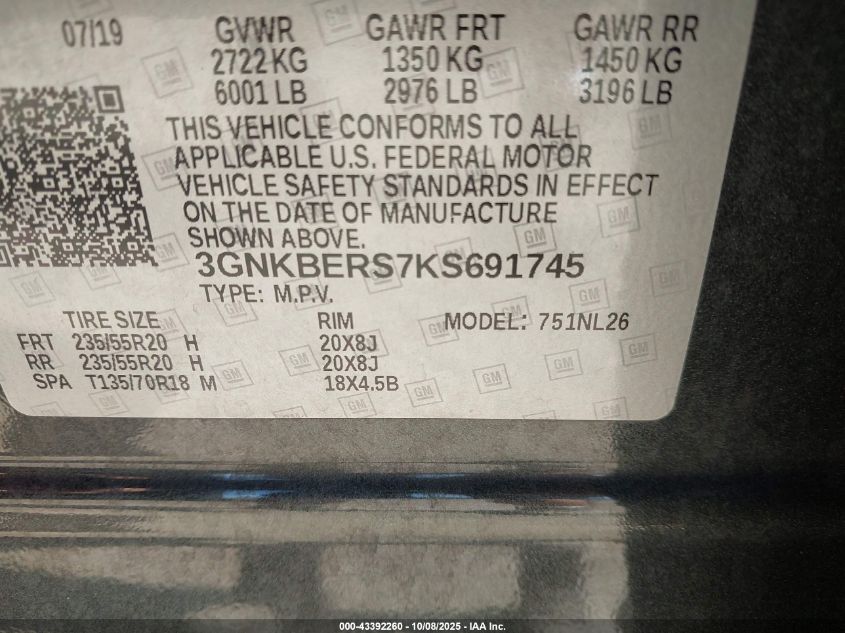 07/19 GVWR GAWR FRT GAWR RR
2722 KG 1350 KG 1450 KG
6001 LB 2976 LB 3196 LB
THIS VEHICLE CONFORMS TO ALL
APPLICABLE U.S. FEDERAL MOTOR
VEHICLE SAFETY STANDARDS IN EFFECT
ON THE DATE OF MANUFACTURE
SHOWN ABOVE.
3GNKBERS7KS691745
TYPE: M.P.V.
TIRE SIZE RIM MODEL: 751NL26
FRT 235/55R20 H 20X8J
RR 235/55R20 H 20X8J
SPA T135/70R18 M 18X4.5B
000-43392260 - 10/08/2025 - IAA Inc.